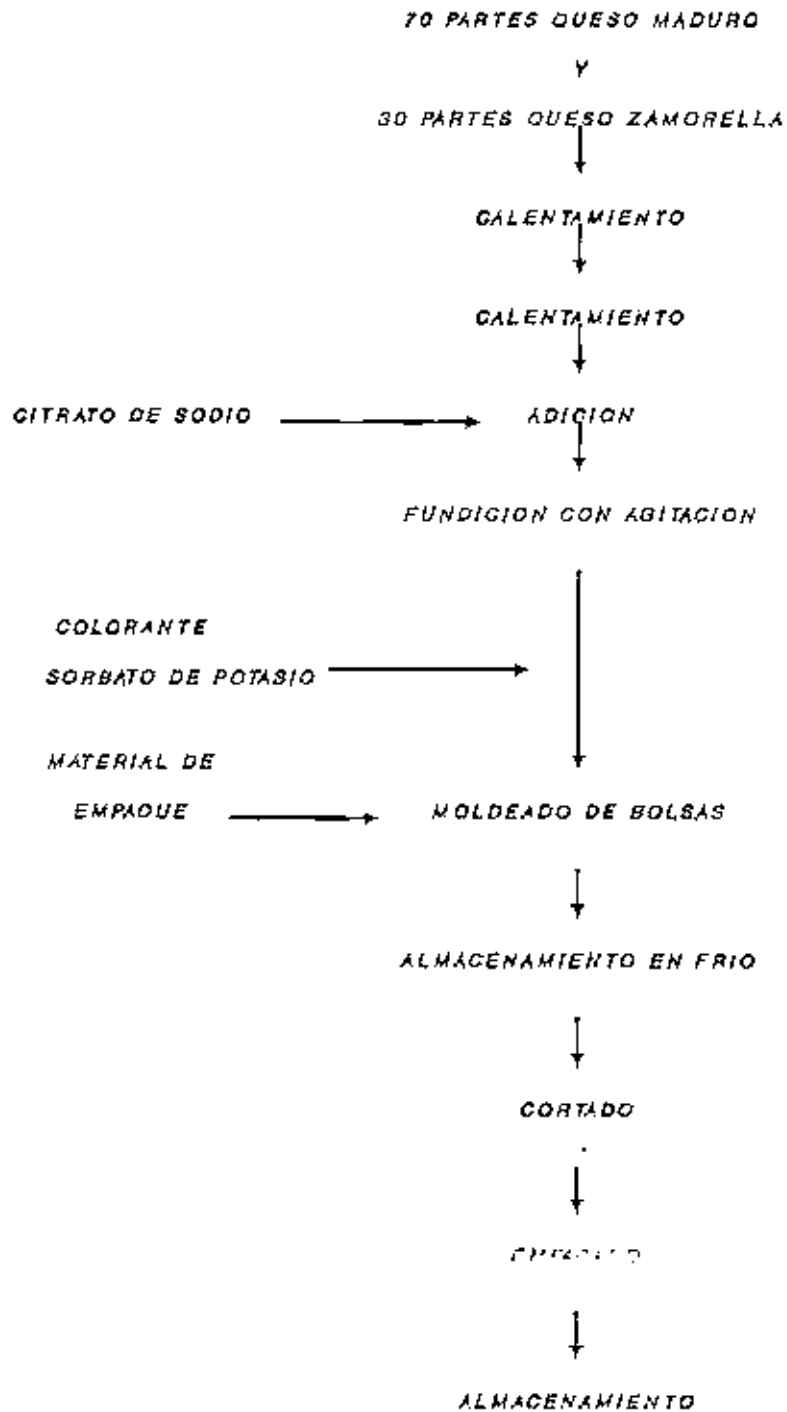 70 PARTES QUESO MADURO
Y
30 PARTES QUESO ZAMORELLA
CALENTAMIENTO
CALENTAMIENTO
CITRATO DE SODIO
ADICION
FUNDICION CON AGITACION
COLORANTE
SORBATO DE POTASIO
MATERIAL DE
EMPAQUE
MOLDEADO DE BOLSAS
ALMACENAMIENTO EN FRIO
CORTADO
ALMACENAMIENTO